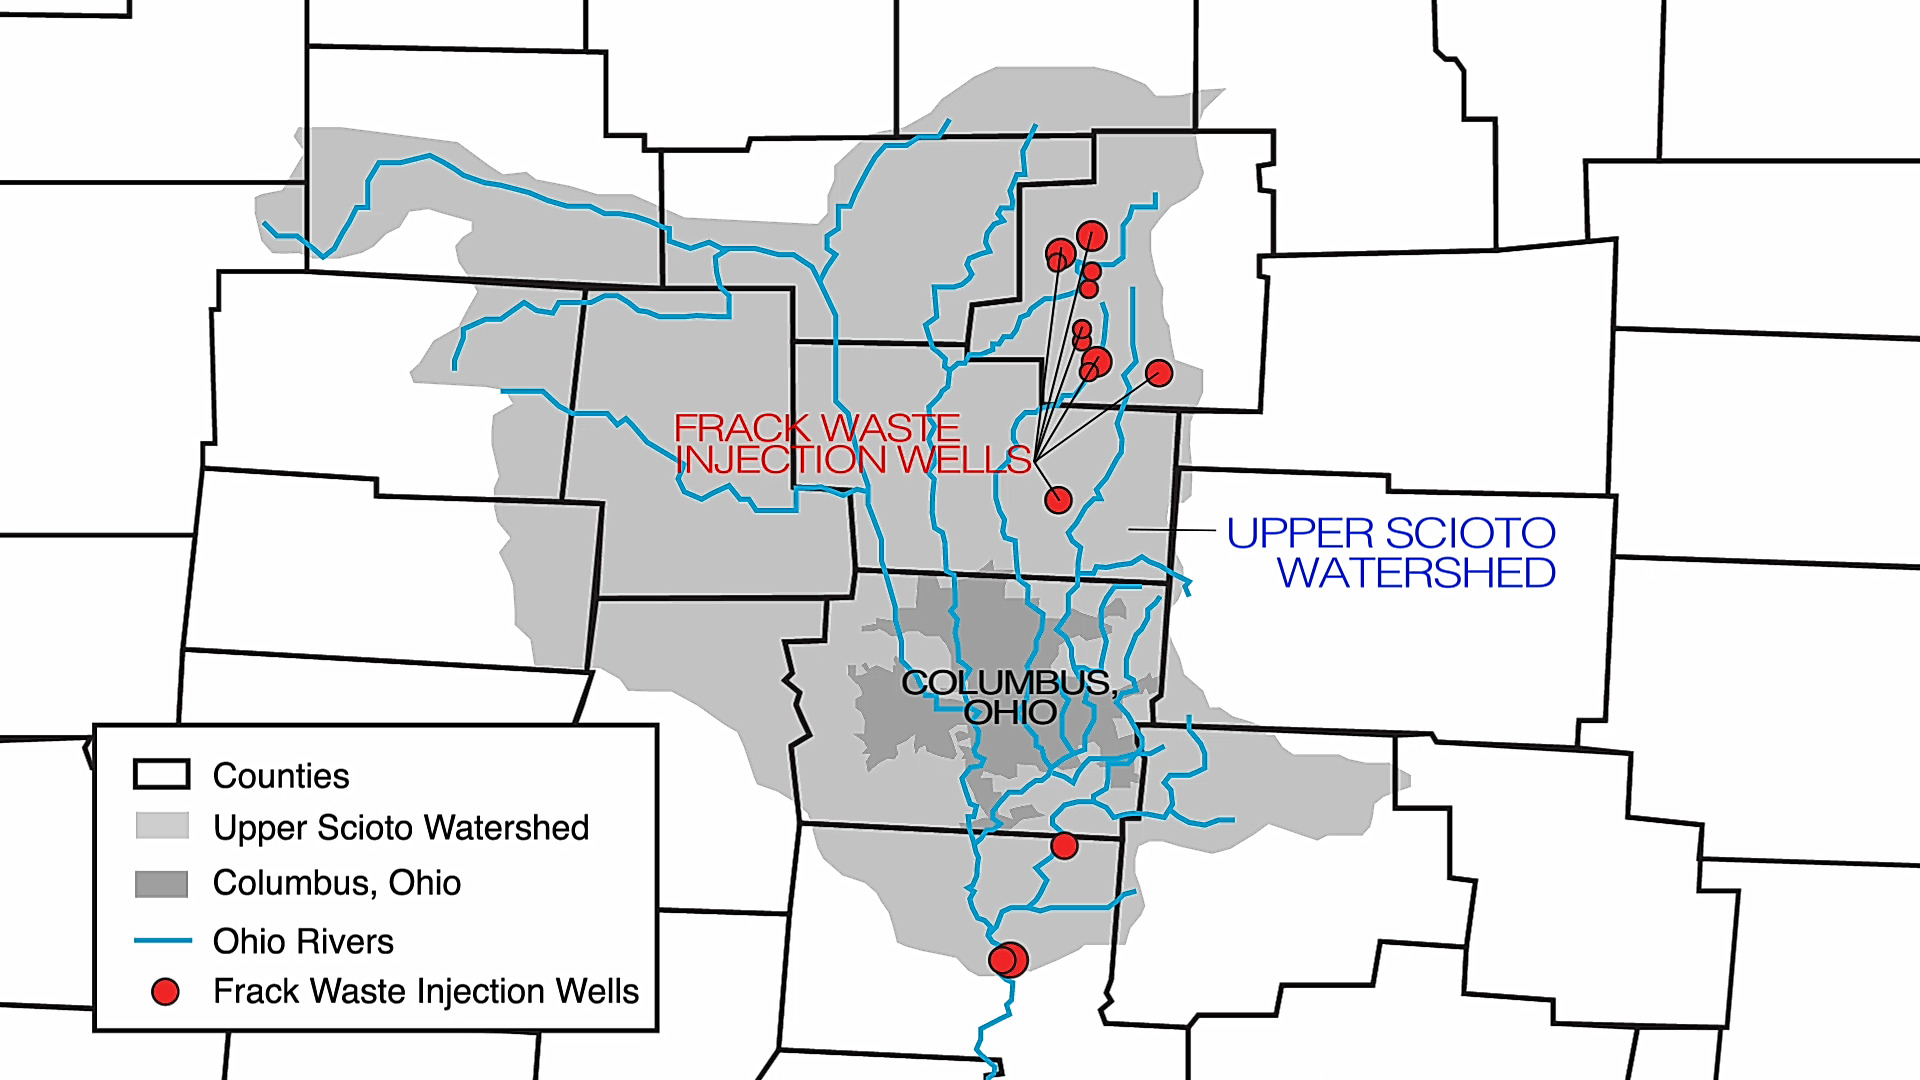 FRACK WASTE
INJECTION WELLS
UPPER SCIOTO
WATERSHED
COLUMBUS,
OHIO
Counties
Upper Scioto Watershed
Columbus, Ohio
Ohio Rivers
Frack Waste Injection Wells